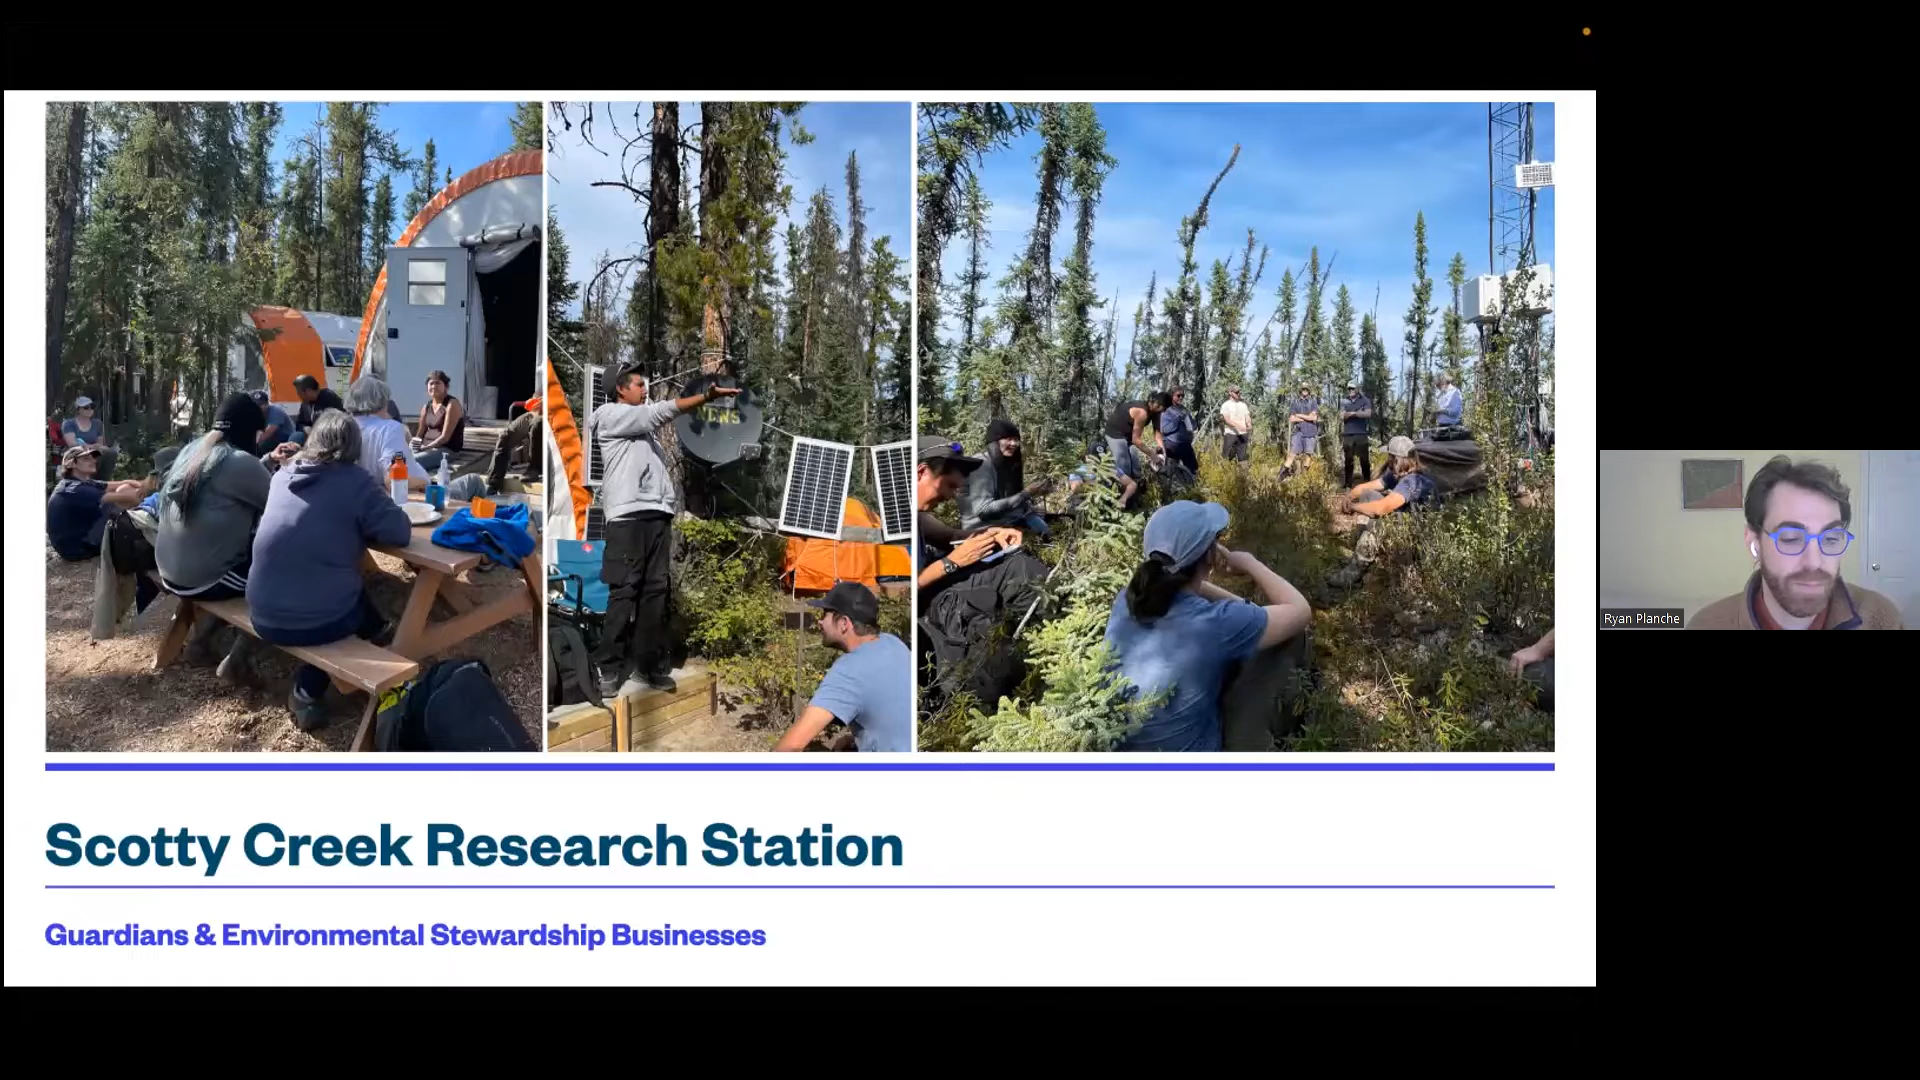 Scotty Creek Research Station
Guardians & Environmental Stewardship Businesses
Ryan Planche